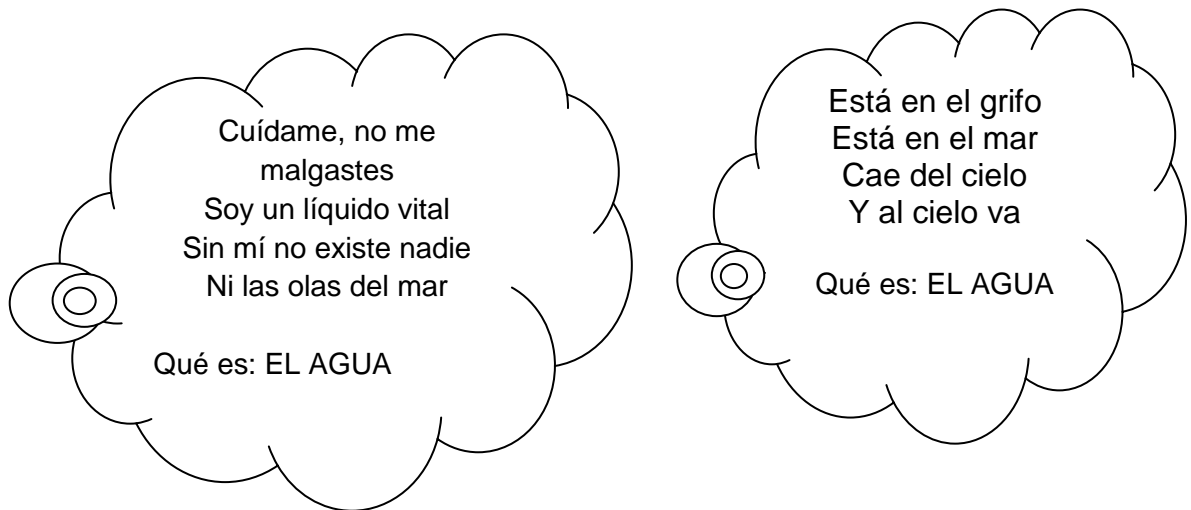 Cuídame, no me
malgastes
Soy un líquido vital
Sin mí no existe nadie
Ni las olas del mar
Qué es: EL AGUA
Está en el grifo
Está en el mar
Cae del cielo
Y al cielo va
Qué es: EL AGUA